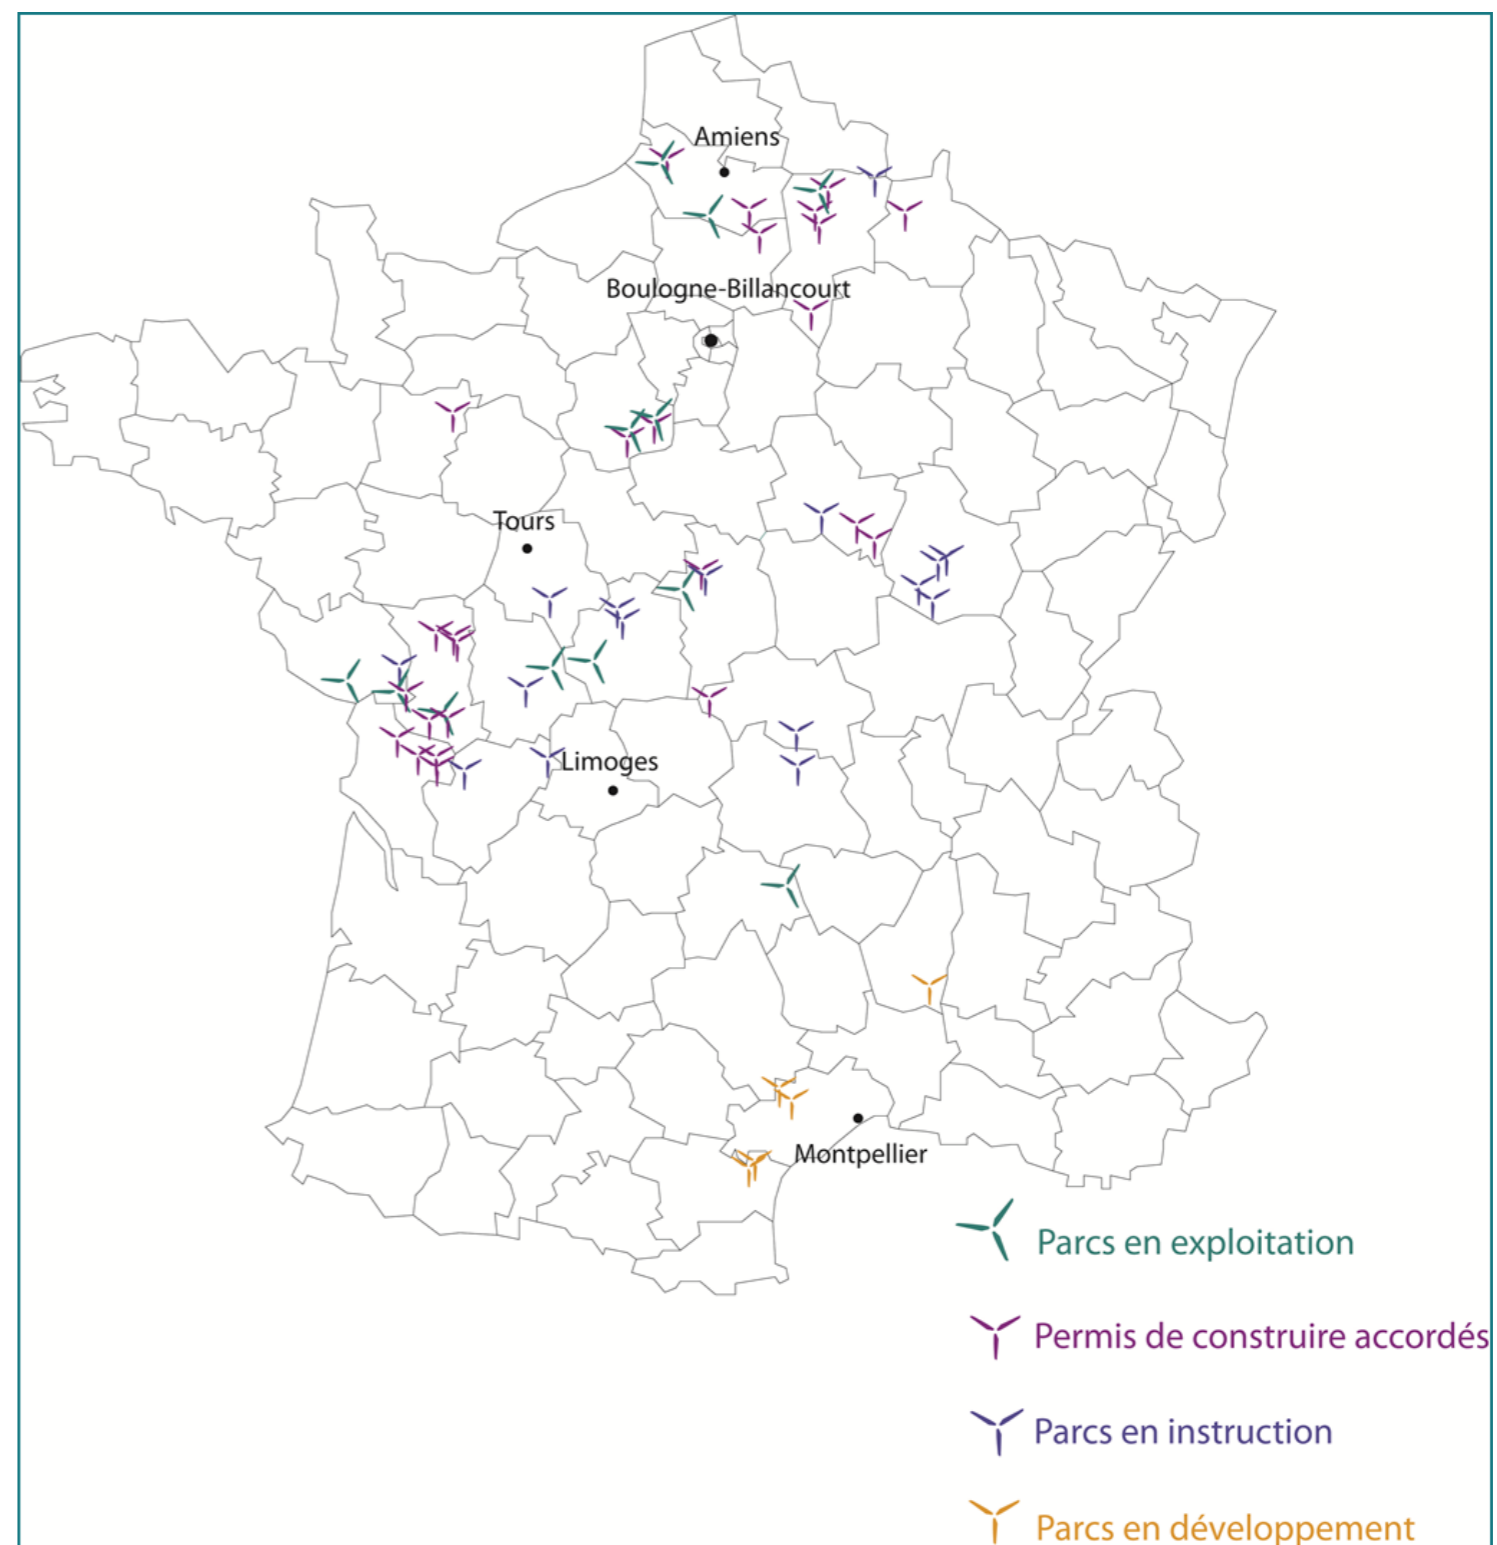 Amiens
Boulogne-Billancourt
Tours
Limoges
Montpellier
Parcs en exploitation
Permis de construire accordés
Parcs en instruction
Parcs en développement